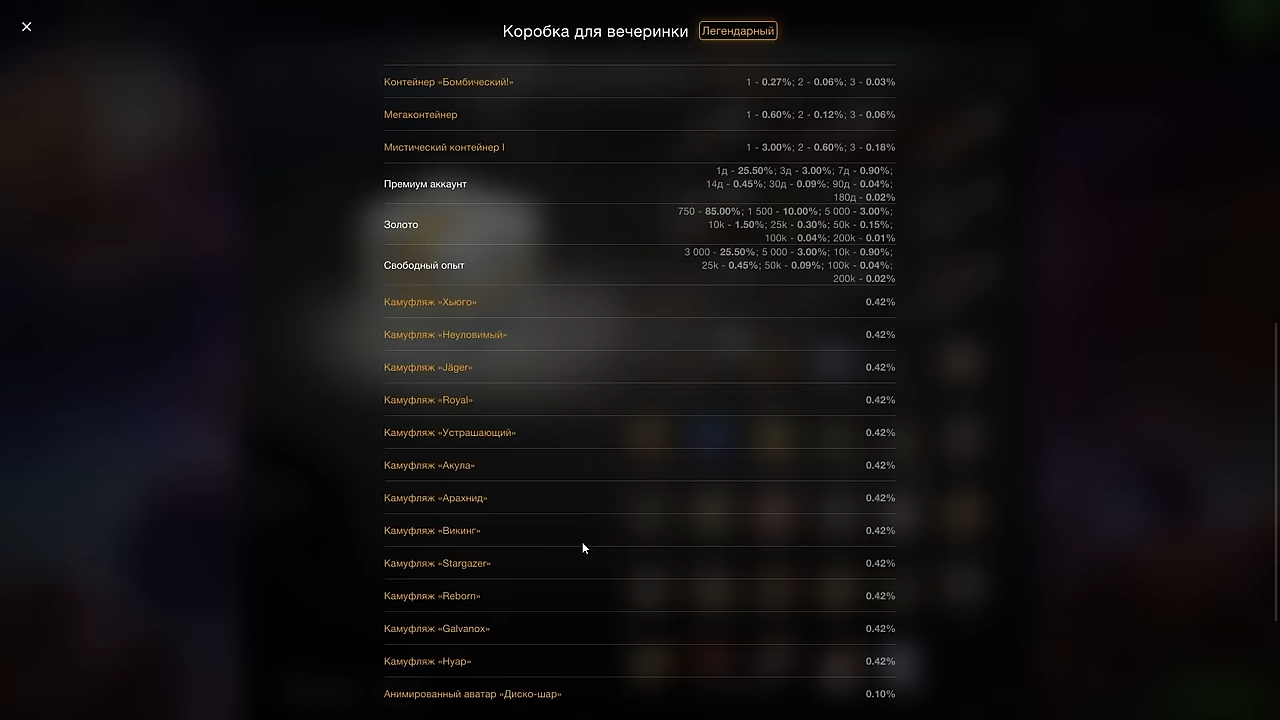 Коробка для вечеринки Легендарный
Контейнер «Бомбический!» 1 - 0.27%; 2 - 0.06%; 3 - 0.03%
Мегаконтейнер 1 - 0.60%; 2 - 0.12%; 3 - 0.06%
Мистический контейнер I 1 - 3.00%; 2 - 0.60%; 3 - 0.18%
Премиум аккаунт 1д - 25.50%; 3д - 3.00%; 7д - 0.90%;
14д - 0.45%; 30д - 0.09%; 90д - 0.04%;
180д - 0.02%
Золото 750 - 85.00%; 1 500 - 10.00%; 5 000 - 3.00%;
10k - 1.50%; 25k - 0.30%; 50k - 0.15%;
100k - 0.04%; 200k - 0.01%
Свободный опыт 3 000 - 25.50%; 5 000 - 3.00%; 10k - 0.90%;
25k - 0.45%; 50k - 0.09%; 100k - 0.04%;
200k - 0.02%
Камуфляж «Хьюго» 0.42%
Камуфляж «Неуловимый» 0.42%
Камуфляж «Jäger» 0.42%
Камуфляж «Royal» 0.42%
Камуфляж «Устрашающий» 0.42%
Камуфляж «Акула» 0.42%
Камуфляж «Арахнид» 0.42%
Камуфляж «Викинг» 0.42%
Камуфляж «Stargazer» 0.42%
Камуфляж «Reborn» 0.42%
Камуфляж «Galvanox» 0.42%
Камуфляж «Нуар» 0.42%
Анимированный аватар «Диско-шар» 0.10%